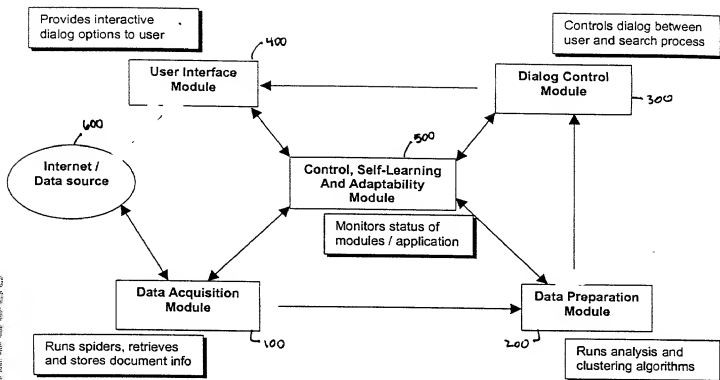 Provides interactive
dialog options to user
400
User Interface
Module
Controls dialog between
user and search process
Dialog Control
Module
300
600
Internet /
Data source
500
Control, Self-Learning
And Adaptability
Module
Monitors status of
modules / application
Data Acquisition
Module
100
Runs spiders, retrieves
and stores document info
Data Preparation
Module
200
Runs analysis and
clustering algorithms